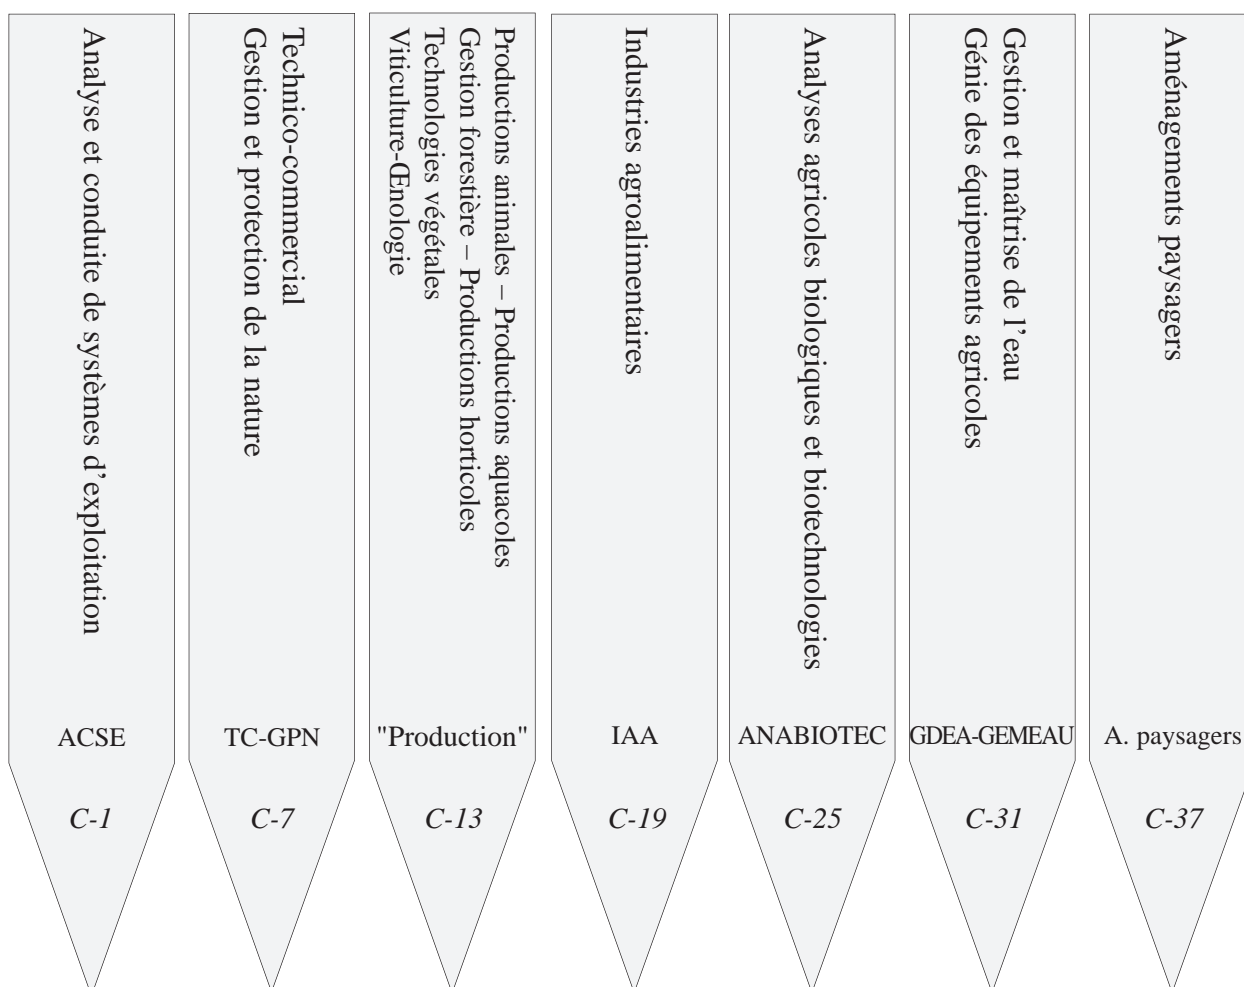 Analyse et conduite de systèmes d'exploitation
ACSE
C-1
Technico-commercial
Gestion et protection de la nature
TC-GPN
C-7
Productions animales – Productions aquacoles
Gestion forestière – Productions horticoles
Technologies végétales
Viticulture-Œnologie
"Production"
C-13
Industries agroalimentaires
IAA
C-19
Analyses agricoles biologiques et biotechnologies
ANABIOTEC
C-25
Gestion et maîtrise de l'eau
Génie des équipements agricoles
GDEA-GEMEAU
C-31
Aménagements paysagers
A. paysagers
C-37